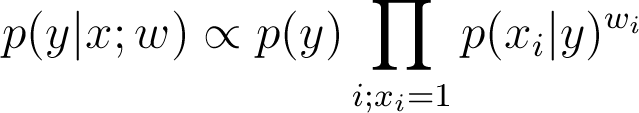 p(y|x; w) ∝ p(y) ∏_{i;x_i=1} p(x_i|y)^{w_i}